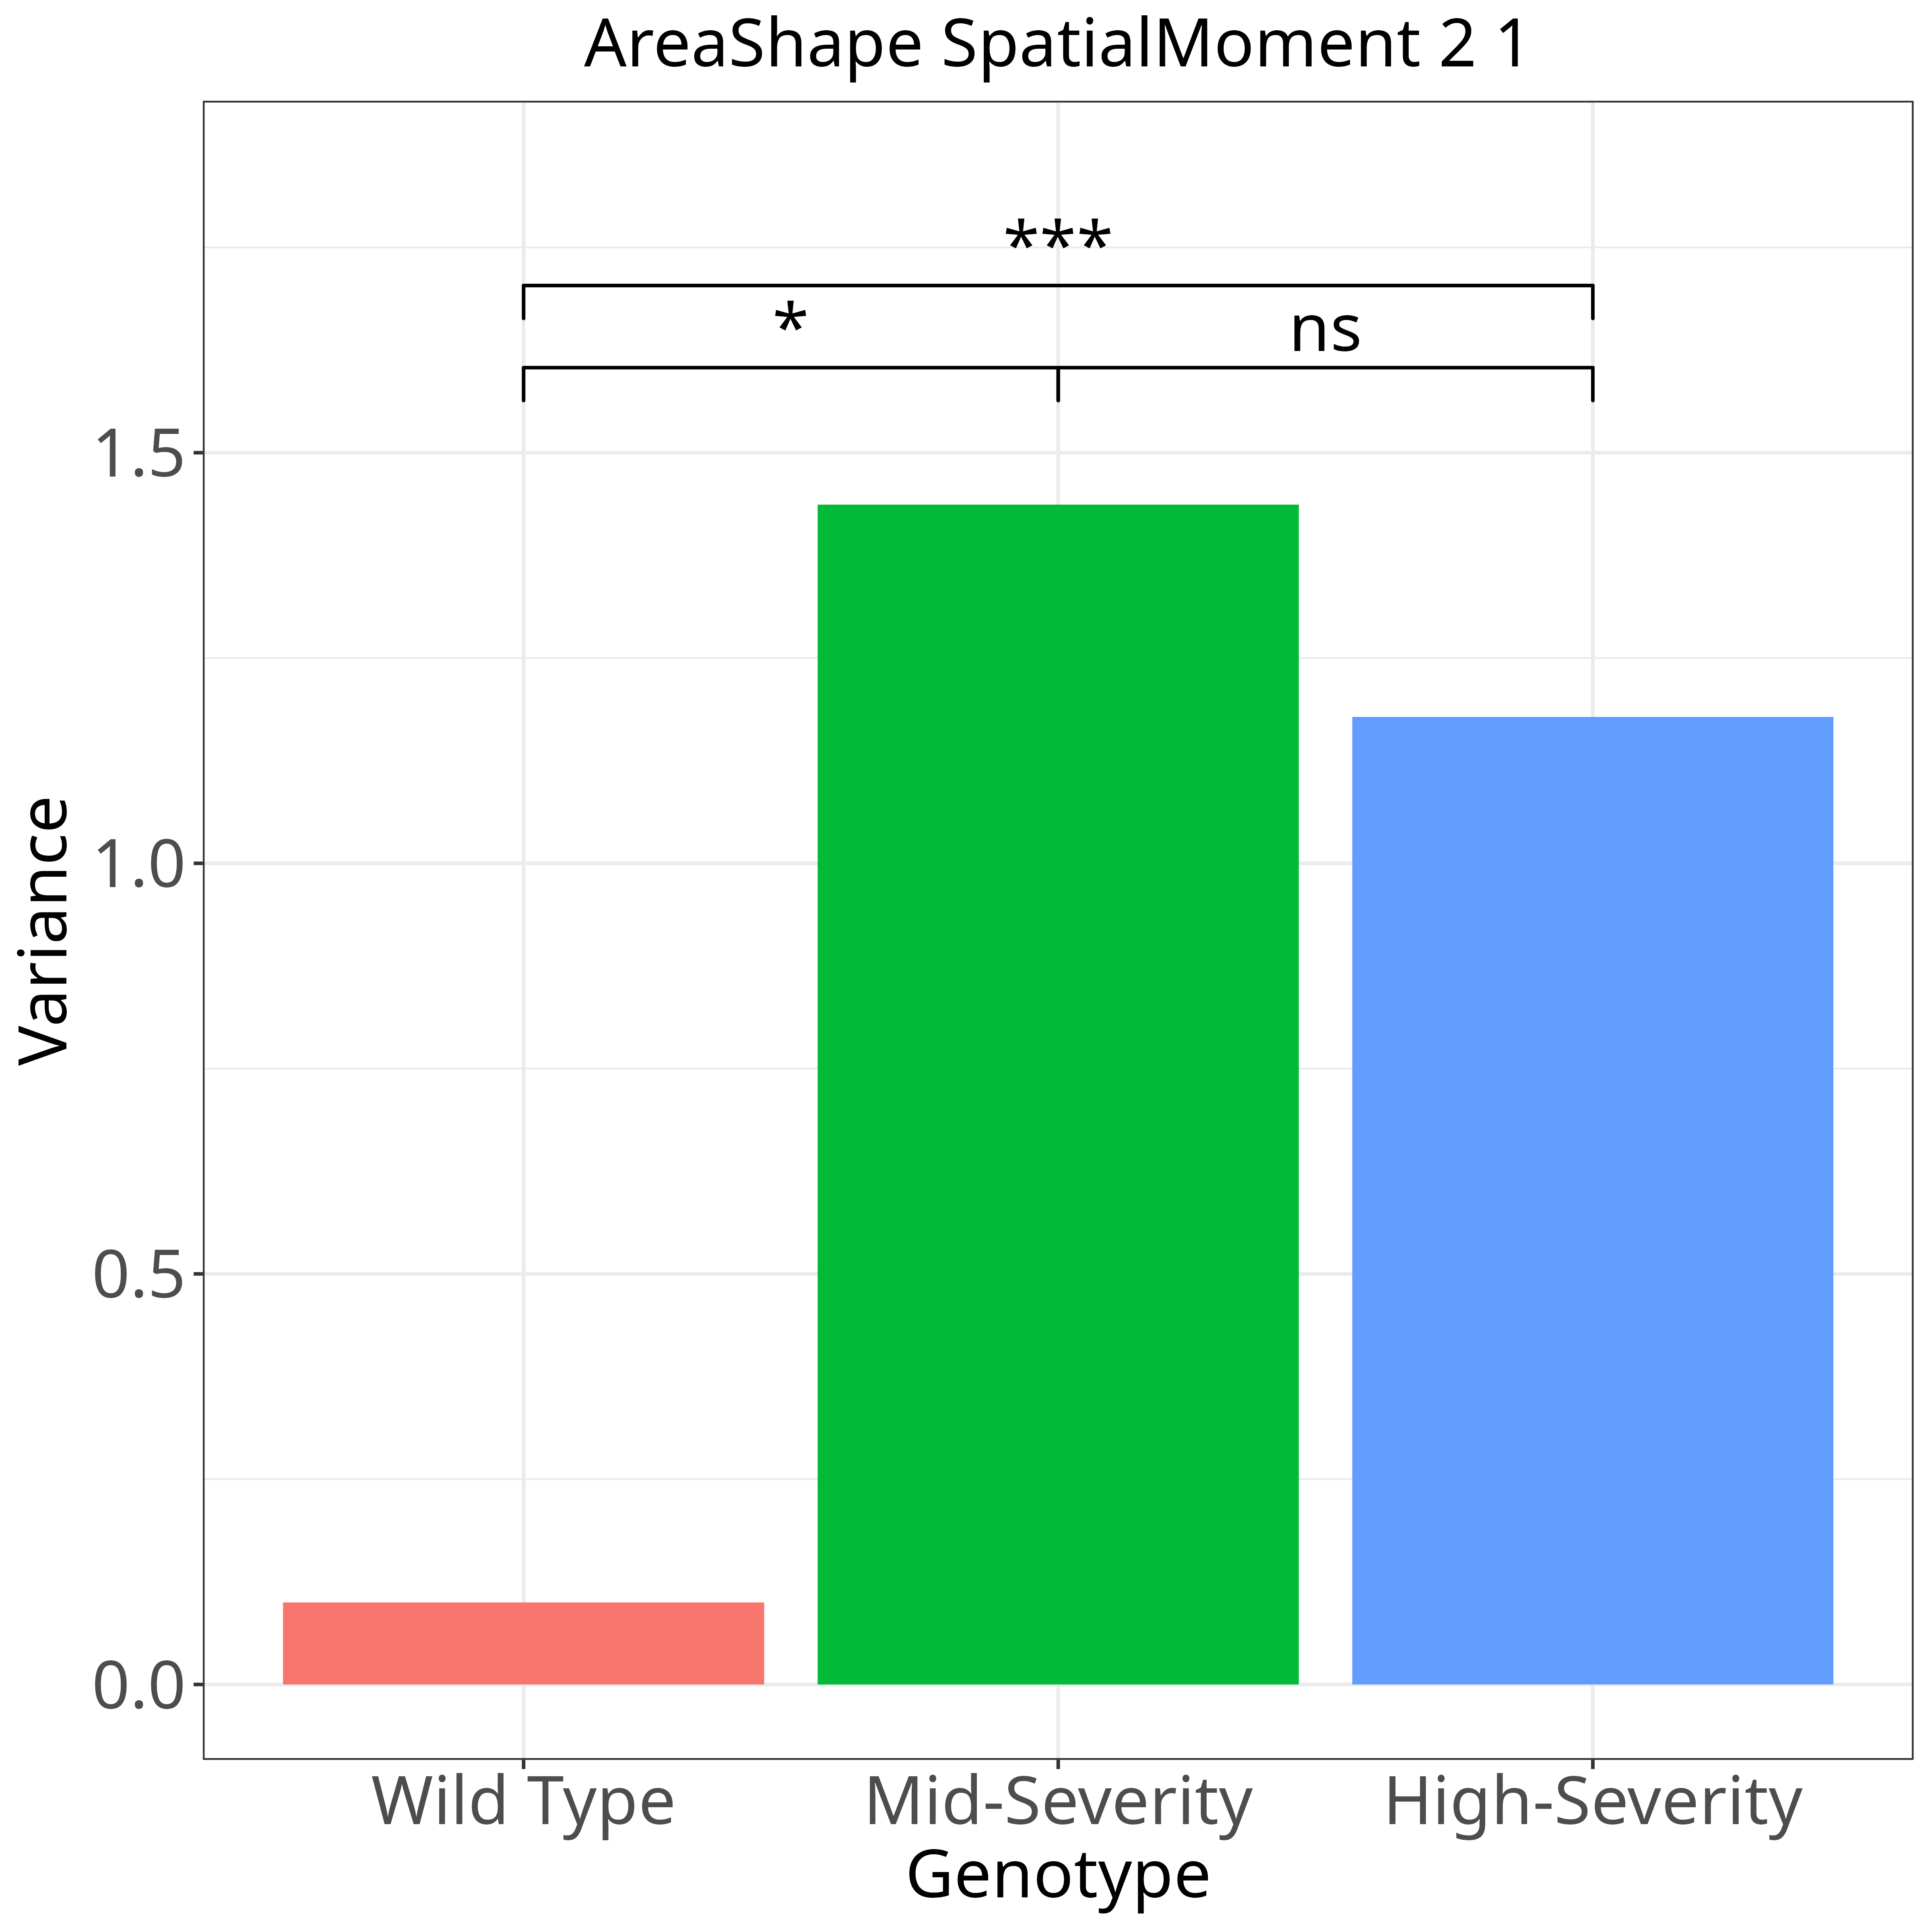 AreaShape SpatialMoment 2 1
***
* ns
1.5
1.0
0.5
0.0
Variance
Wild Type Mid-Severity High-Severity
Genotype